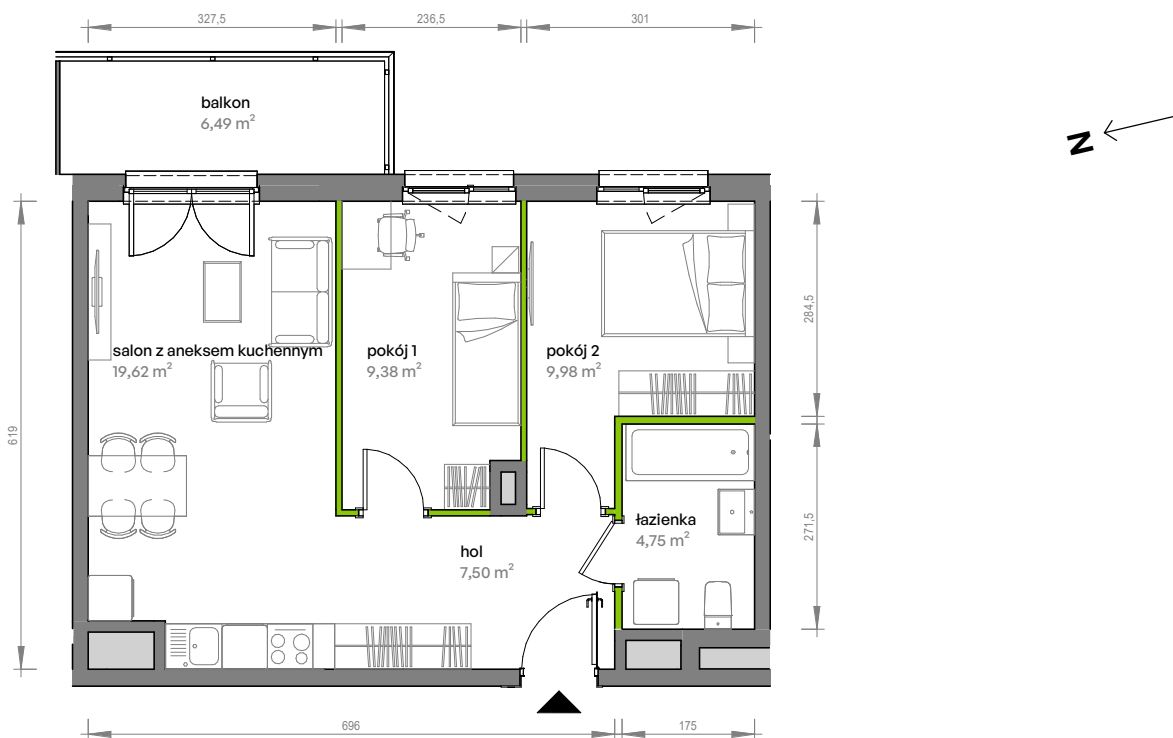 327,5
236,5
301
balkon
6,49 m²
N
salon z aneksem kuchennym
19,62 m²
pokój 1
9,38 m²
pokój 2
9,98 m²
284,5
619
łazienka
4,75 m²
271,5
hol
7,50 m²
696
175